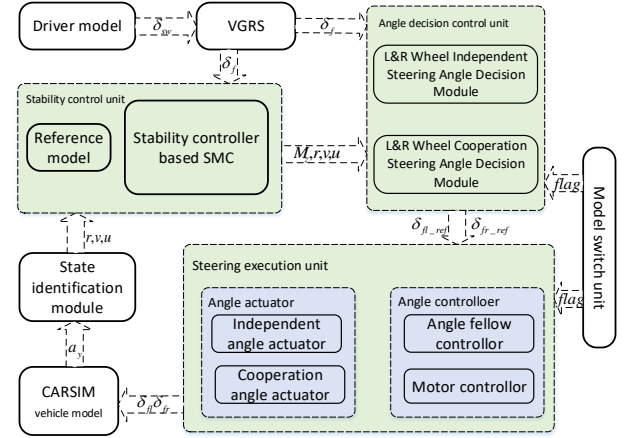 Driver model
δsw
VGRS
δf
Angle decision control unit
L&R Wheel Independent
Steering Angle Decision
Module
L&R Wheel Cooperation
Steering Angle Decision
Module
δf
Stability control unit
Reference
model
Stability controller
based SMC
M,r,v,u
flag
Model switch unit
δfl_ref δfr_ref
r,v,u
Steering execution unit
flag
State
identification
module
Angle actuator
Independent
angle actuator
Cooperation
angle actuator
Angle controlloer
Angle fellow
controllor
Motor controllor
ay
CARSIM
vehicle model
δfl δfr